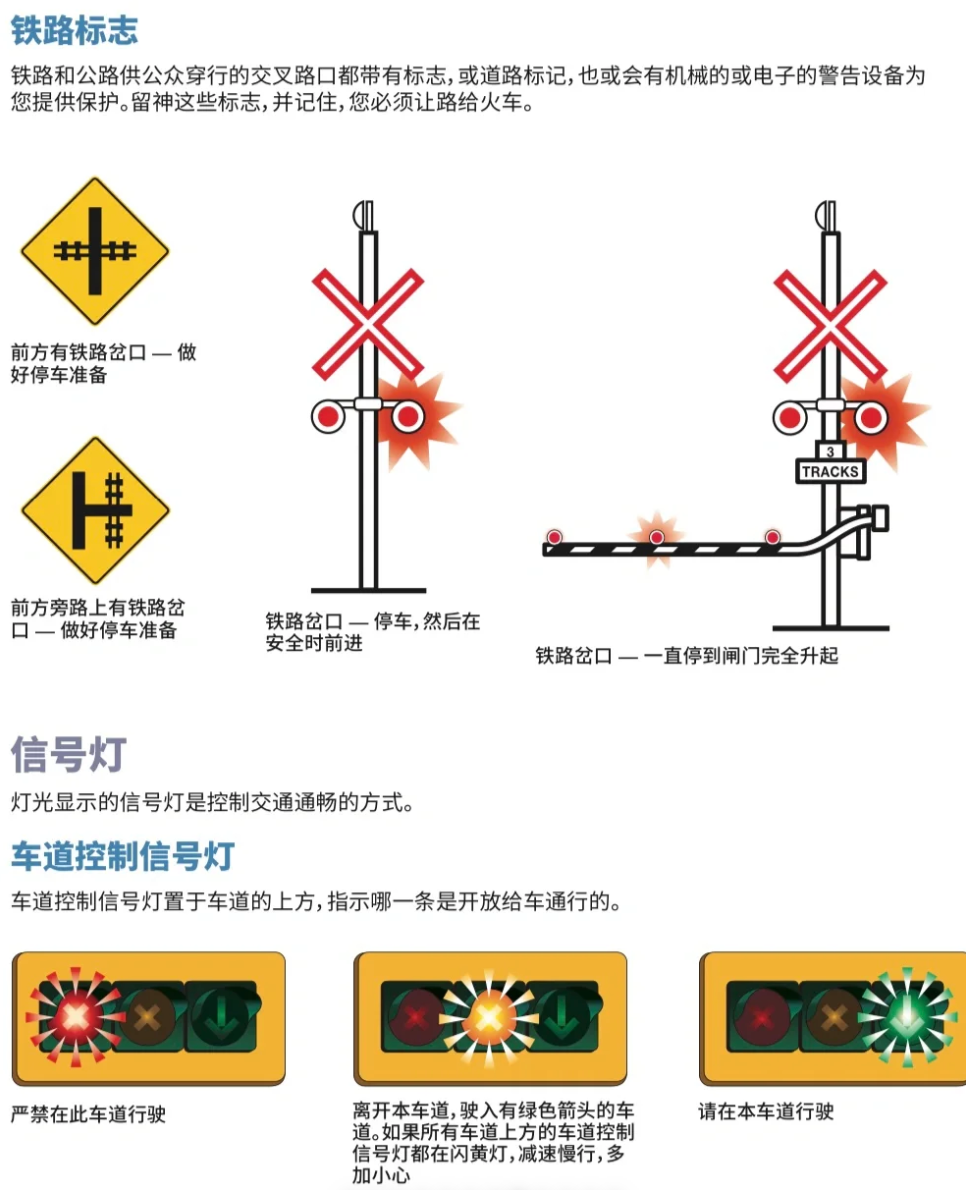 铁路标志
铁路和公路供公众穿行的交叉路口都带有标志，或道路标记，也或会有机械的或电子的警告设备为
您提供保护。留神这些标志，并记住，您必须让路给火车。
前方有铁路岔口 — 做
好停车准备
前方旁路上有铁路岔
口 — 做好停车准备
铁路岔口 — 停车，然后在
安全时前进
3
TRACKS
铁路岔口 — 一直停到闸门完全升起
信号灯
灯光显示的信号灯是控制交通通畅的方式。
车道控制信号灯
车道控制信号灯置于车道的上方，指示哪一条是开放给车通行的。
严禁在此车道行驶
离开本车道，驶入有绿色箭头的车
道。如果所有车道上方的车道控制
信号灯都在闪黄灯，减速慢行，多
加小心
请在本车道行驶